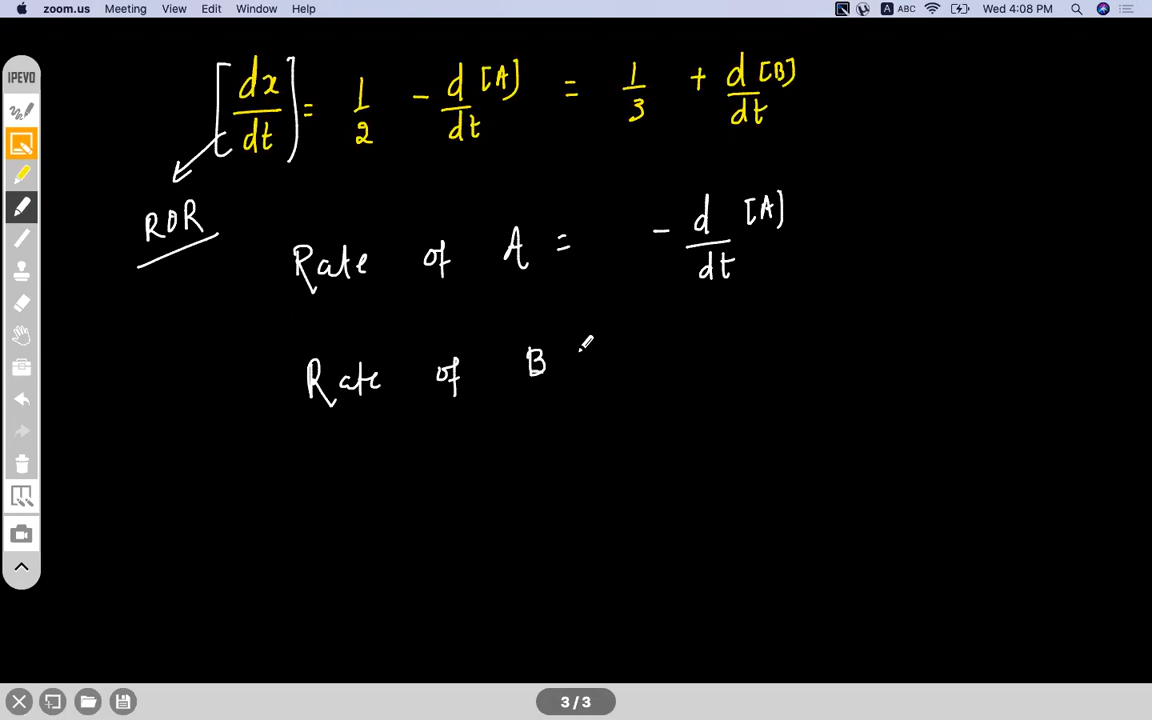 zoom.us Meeting View Edit Window Help A ABC Wed 4:08 PM
IPEVO
[dx/dt] = 1/2 - d[A]/dt = 1/3 + d[B]/dt
ROR
Rate of A = - d[A]/dt
Rate of B
3/3